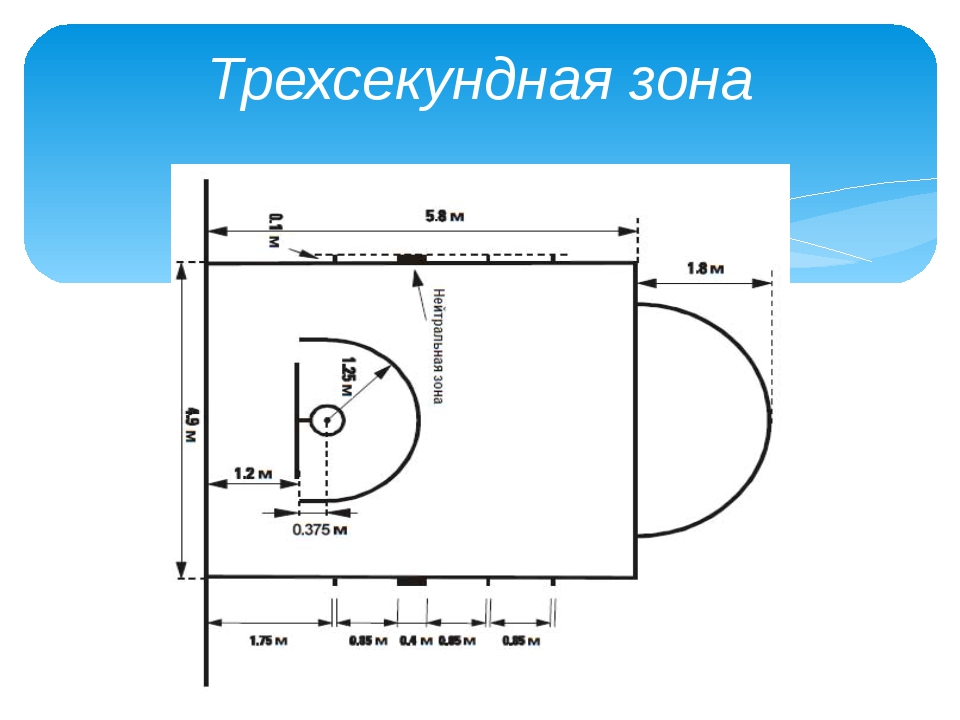 Трехсекундная зона
5.8 м
0.1 м
1.8 м
Нейтральная зона
1.25 м
4.9 м
1.2 м
0.375 м
1.75 м 0.85 м 0.4 м 0.85 м 0.85 м